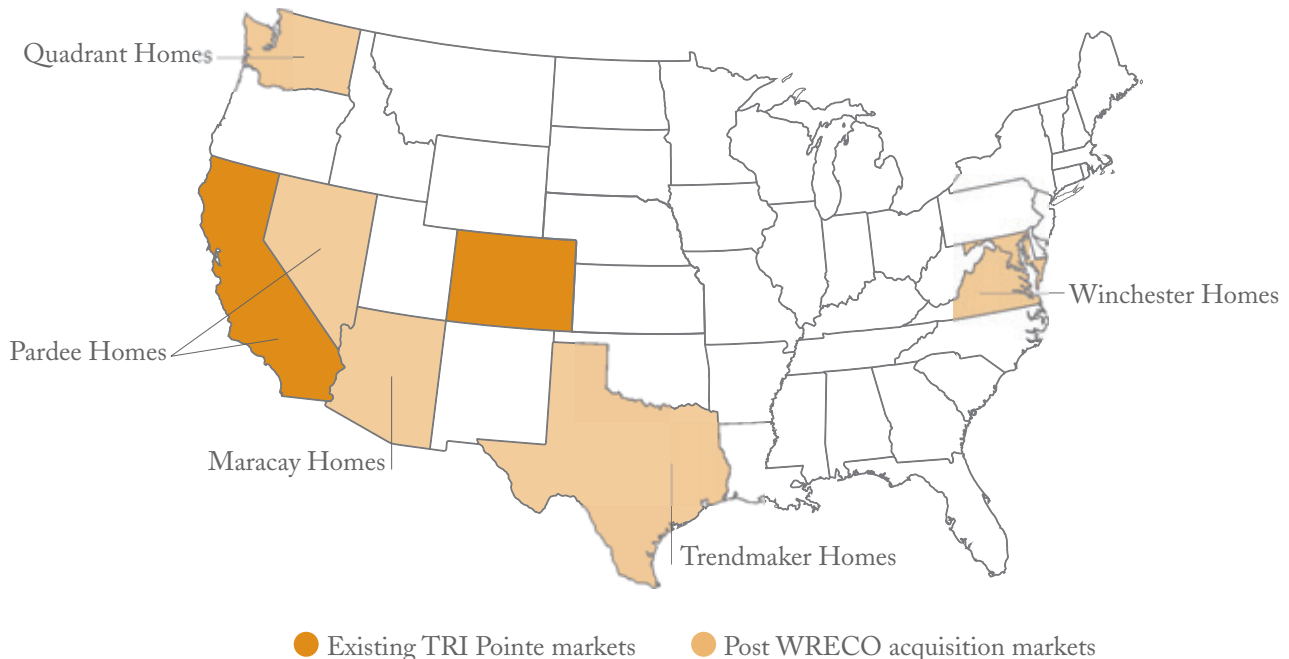 Quadrant Homes
Winchester Homes
Pardee Homes
Maracay Homes
Trendmaker Homes
Existing TRI Pointe markets
Post WRECO acquisition markets